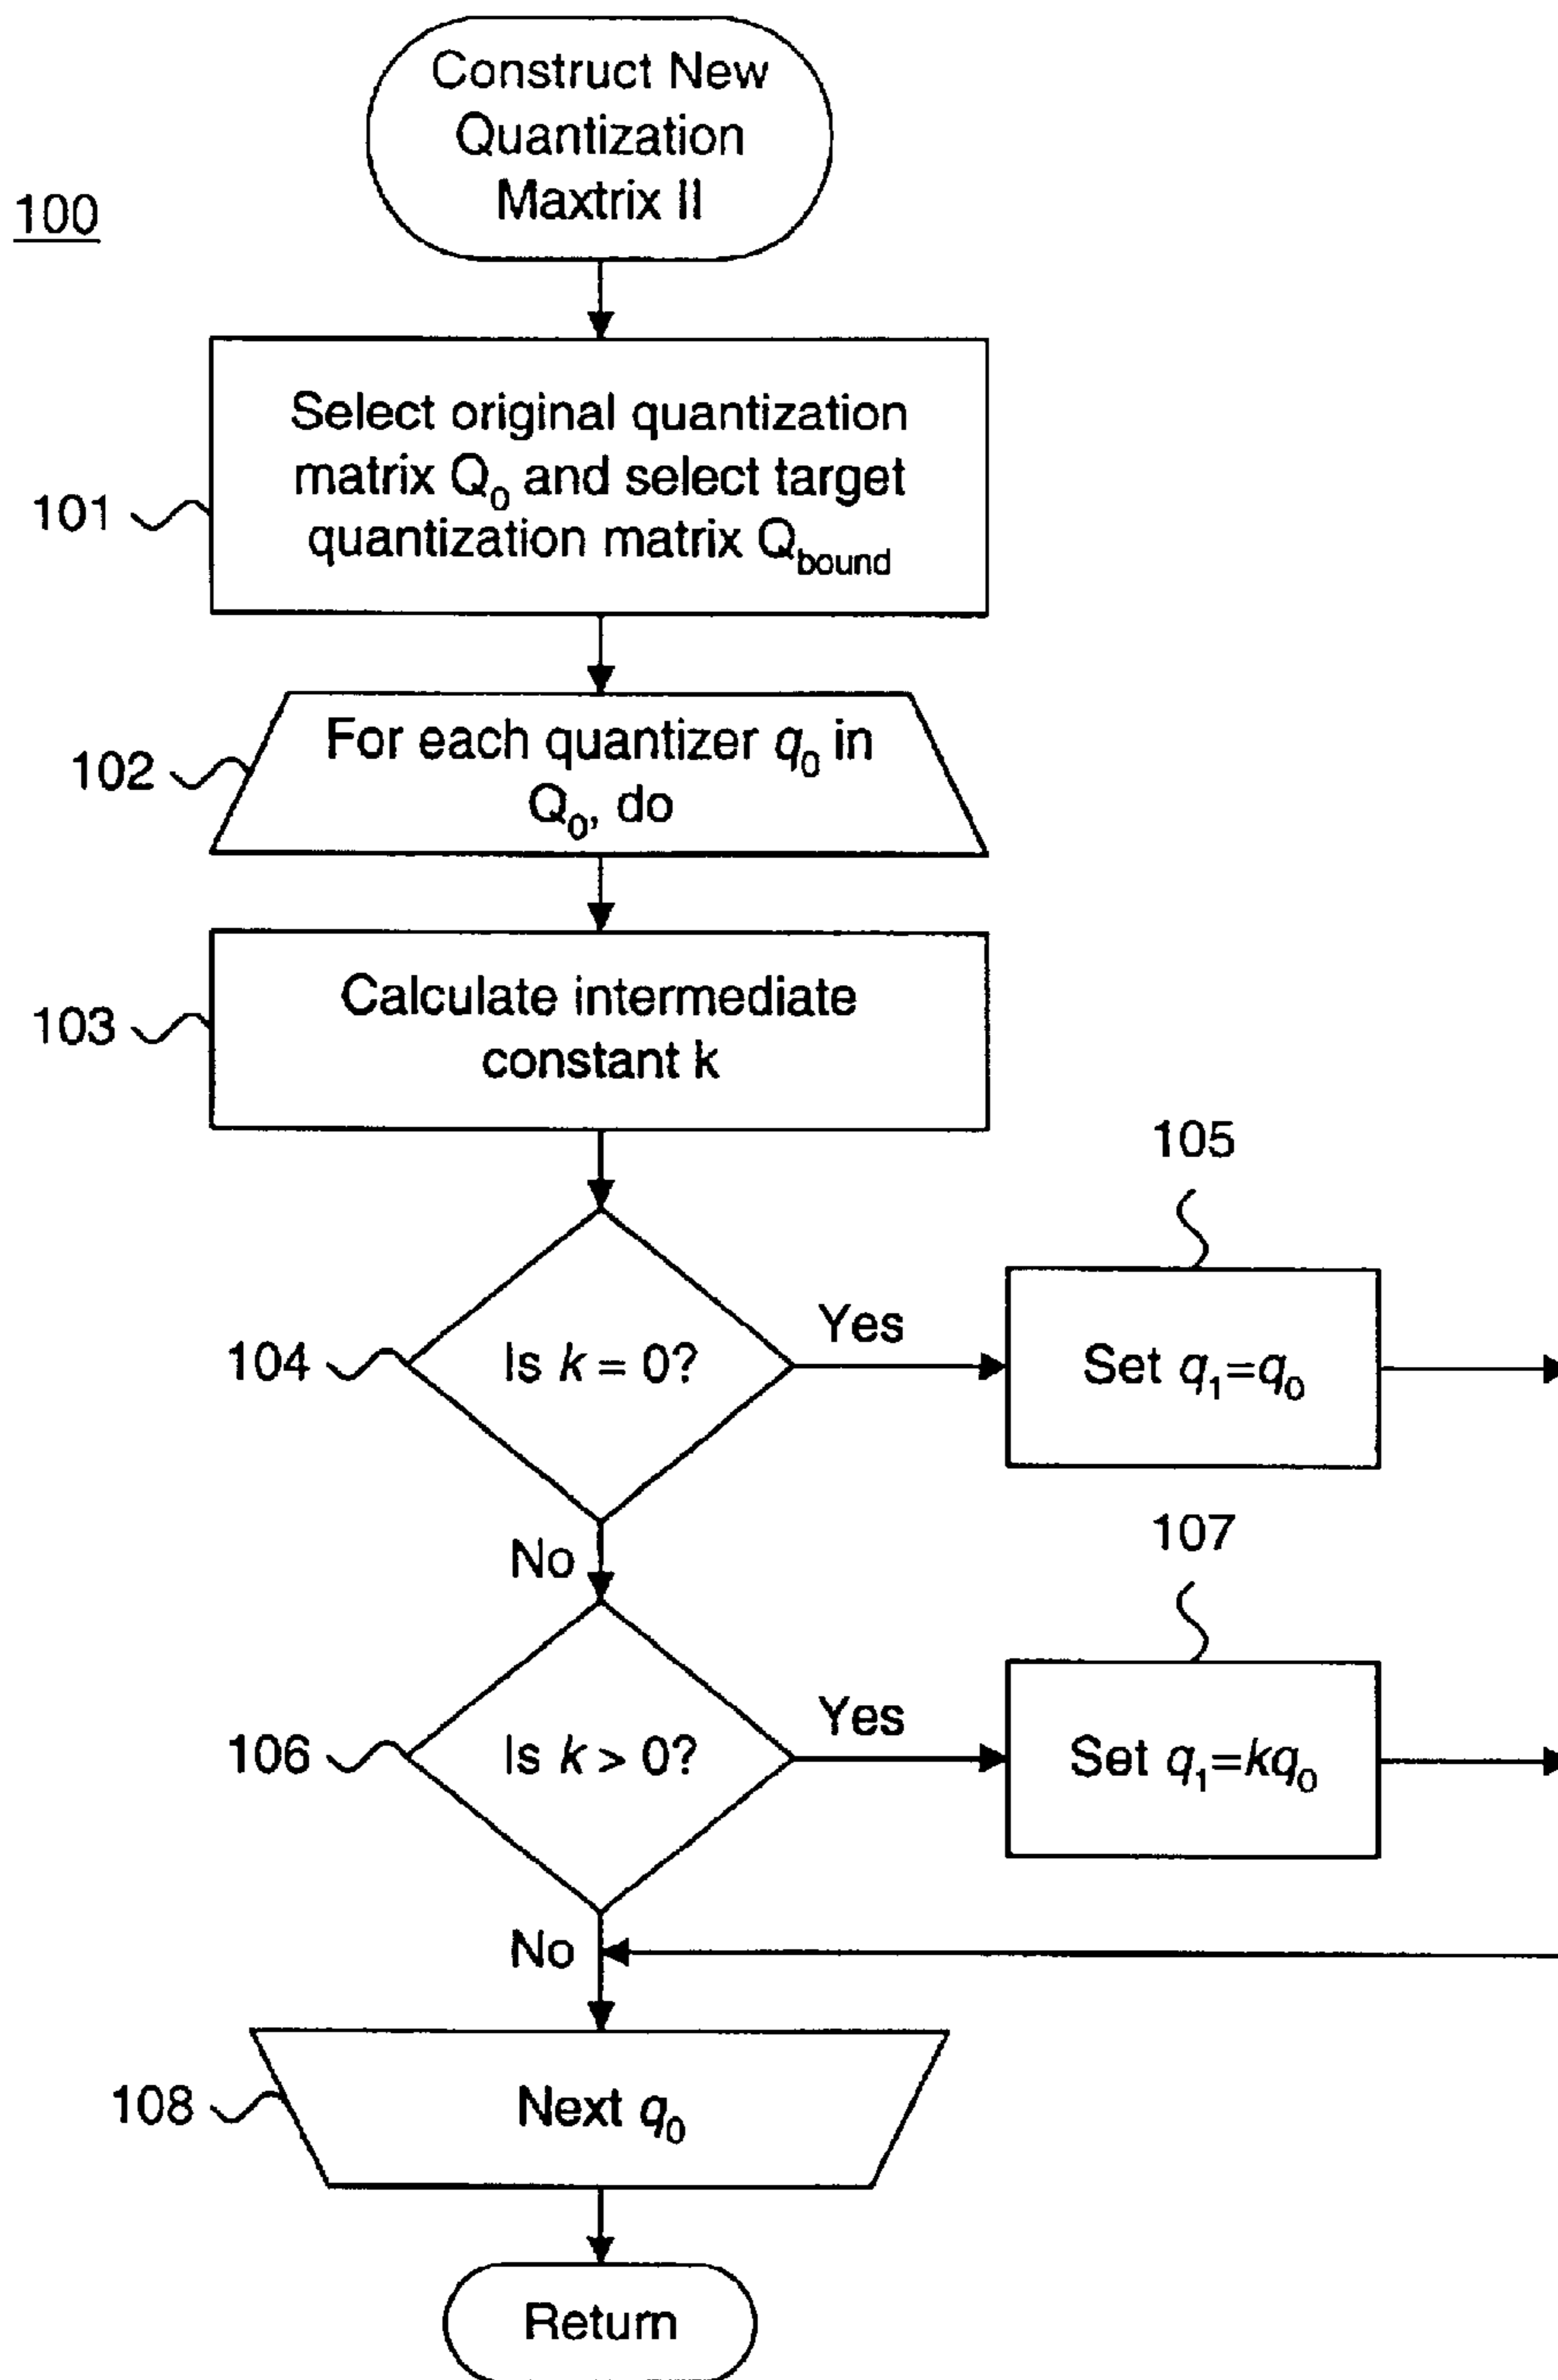 Construct New
Quantization
Maxtrix II
100
Select original quantization
matrix Q₀ and select target
quantization matrix Q_bound
101
For each quantizer q₀ in
Q₀, do
102
Calculate intermediate
constant k
103
105
Is k = 0?
Yes
Set q₁=q₀
104
No
107
Is k > 0?
Yes
Set q₁=kq₀
106
No
Next q₀
108
Return